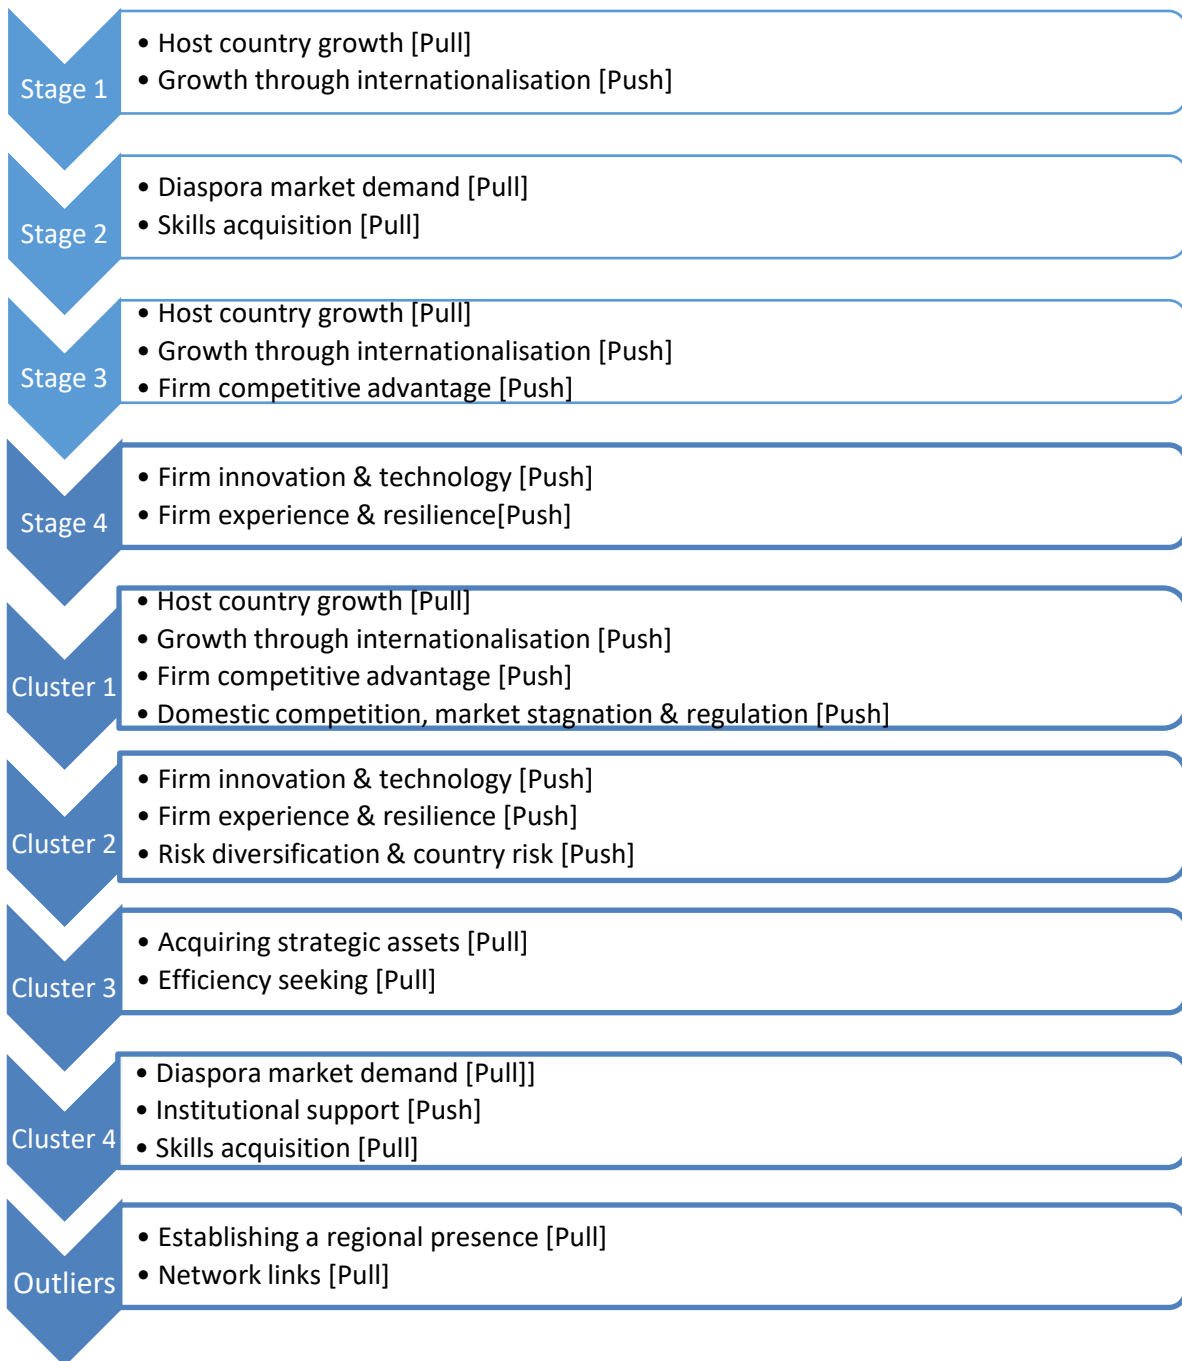 Stage 1
• Host country growth [Pull]
• Growth through internationalisation [Push]
Stage 2
• Diaspora market demand [Pull]
• Skills acquisition [Pull]
Stage 3
• Host country growth [Pull]
• Growth through internationalisation [Push]
• Firm competitive advantage [Push]
Stage 4
• Firm innovation & technology [Push]
• Firm experience & resilience[Push]
Cluster 1
• Host country growth [Pull]
• Growth through internationalisation [Push]
• Firm competitive advantage [Push]
• Domestic competition, market stagnation & regulation [Push]
Cluster 2
• Firm innovation & technology [Push]
• Firm experience & resilience [Push]
• Risk diversification & country risk [Push]
Cluster 3
• Acquiring strategic assets [Pull]
• Efficiency seeking [Pull]
Cluster 4
• Diaspora market demand [Pull]]
• Institutional support [Push]
• Skills acquisition [Pull]
Outliers
• Establishing a regional presence [Pull]
• Network links [Pull]